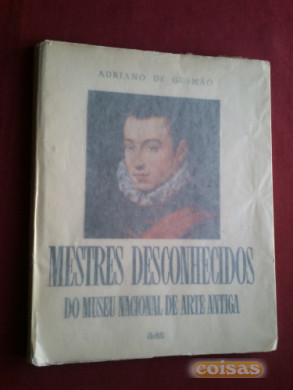 ADRIANO DE GUSMÃO
MESTRES DESCONHECIDOS
DO MUSEU NACIONAL DE ARTE ANTIGA
coisas